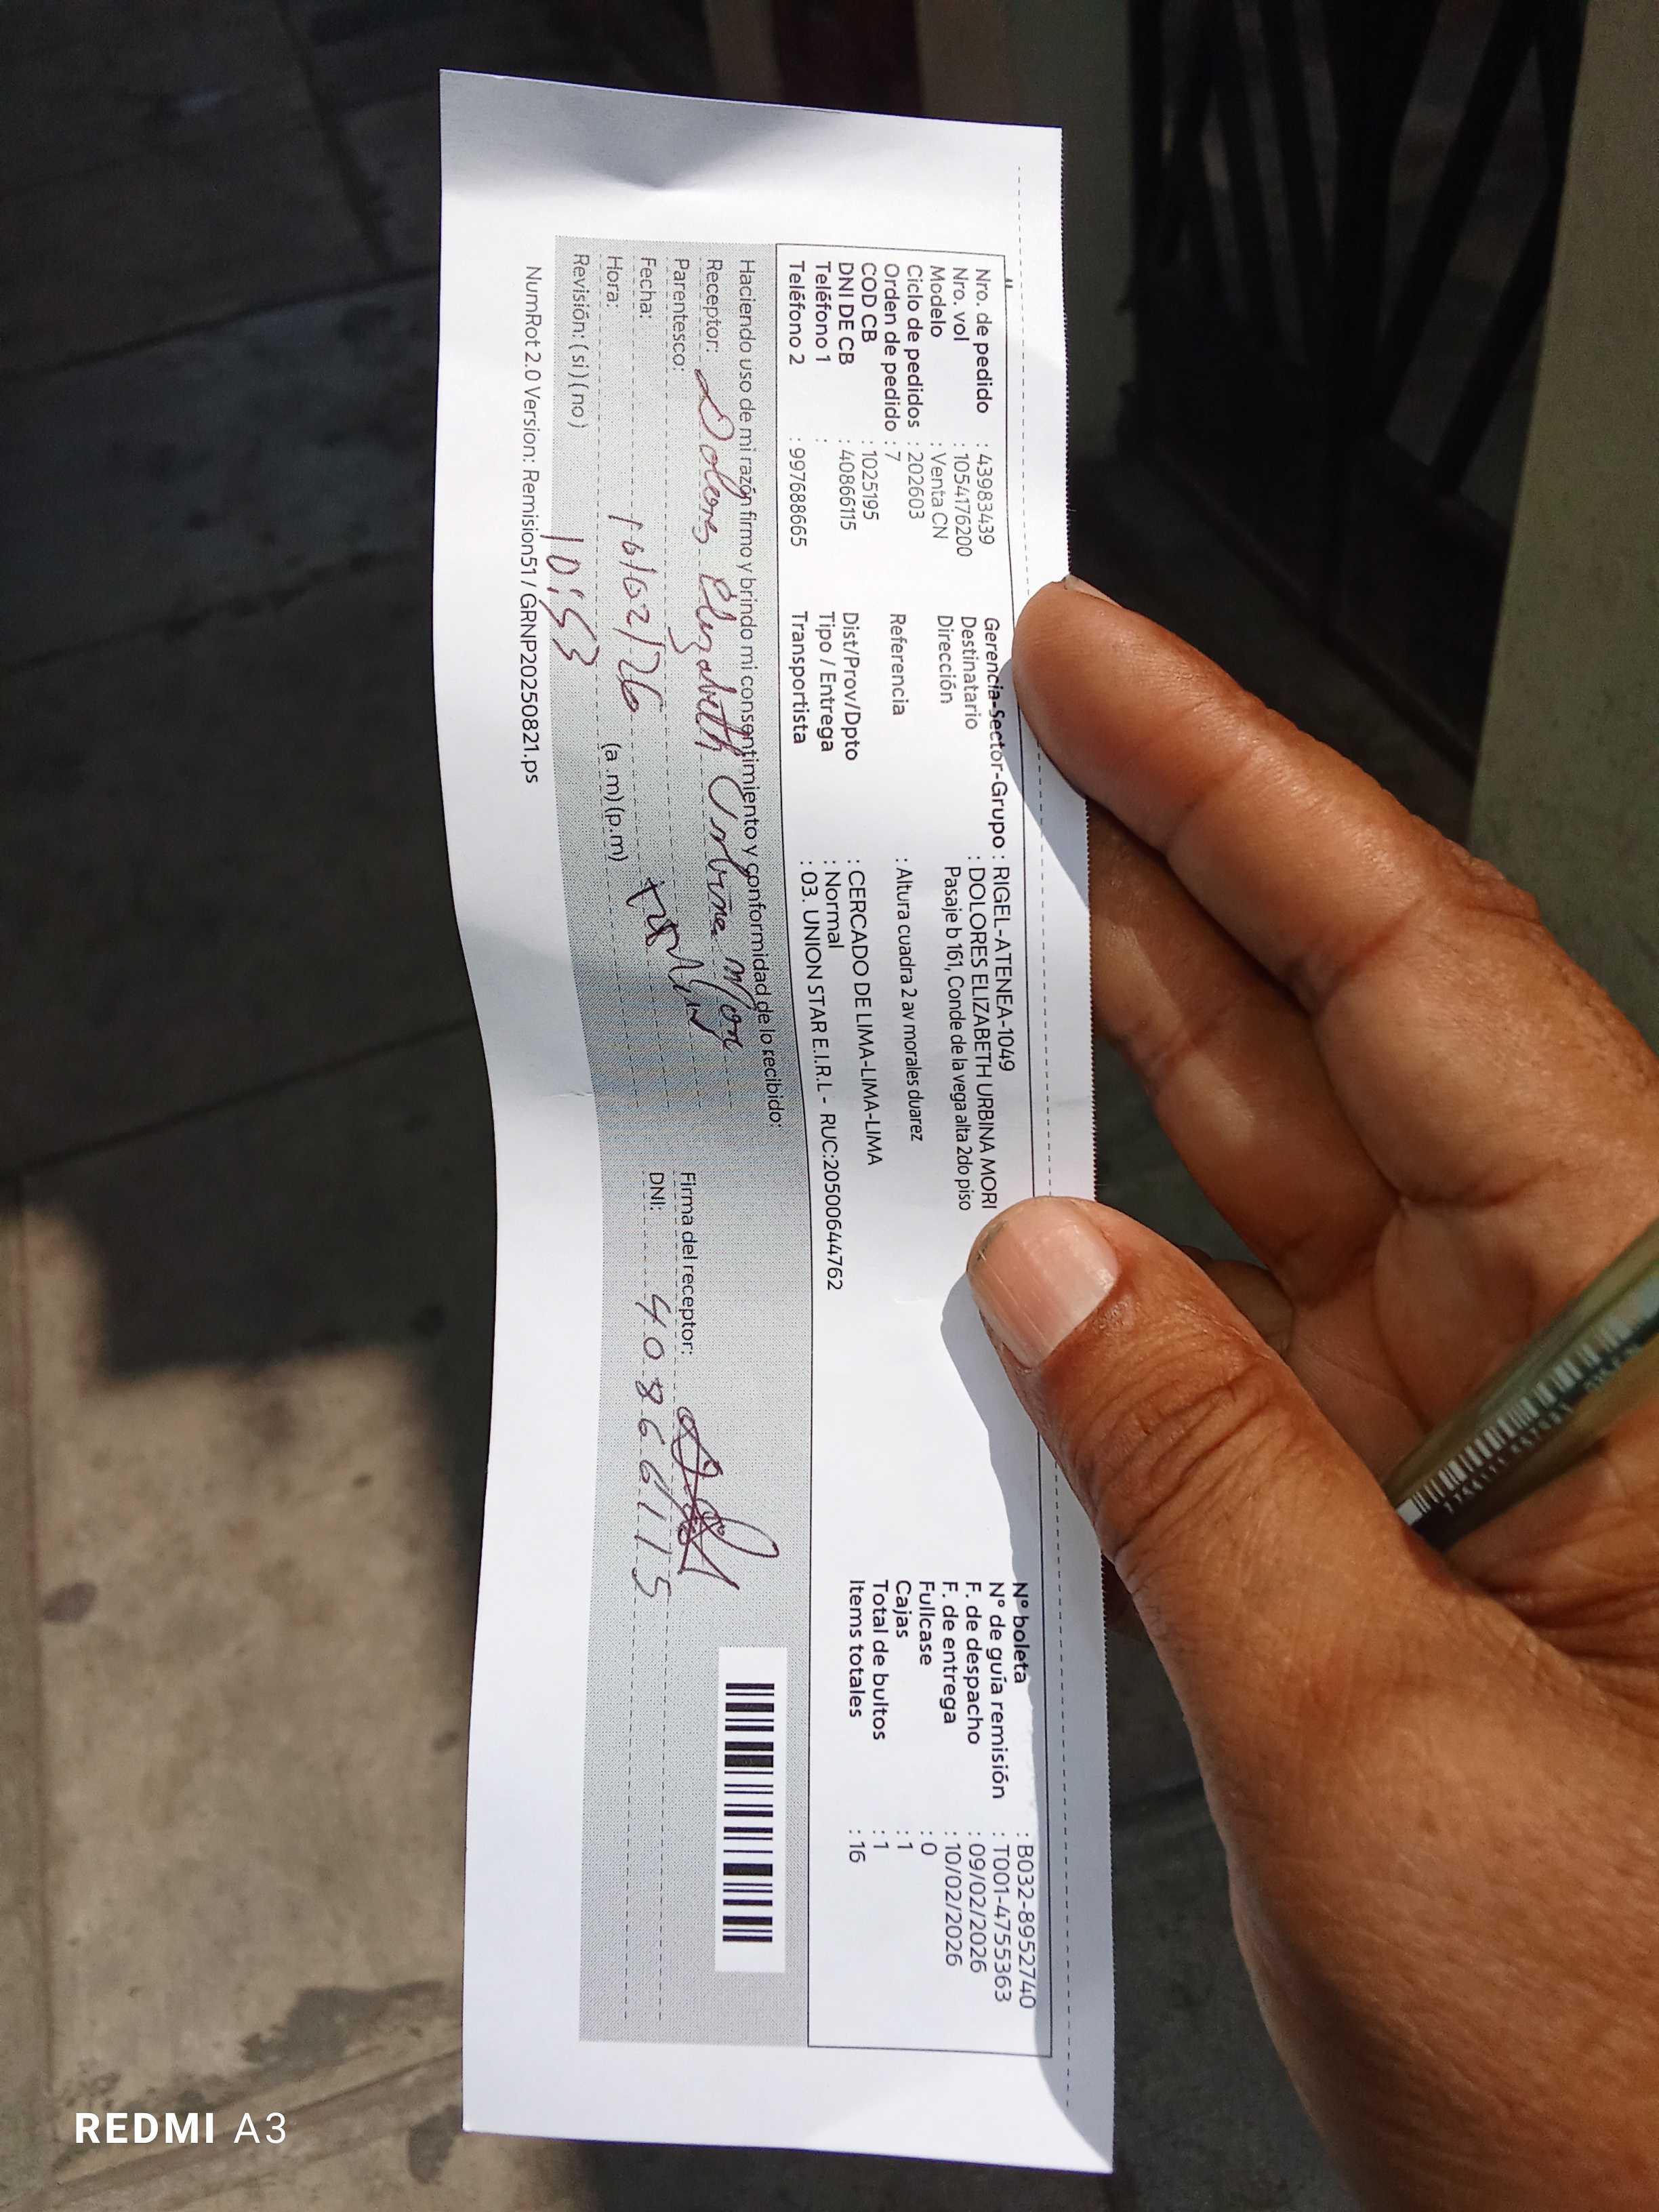 Nro. de pedido : 43983439
Nro. vol : 1054176200
Modelo : Venta CN
Ciclo de pedidos : 202603
Orden de pedido : 7
COD CB : 1025195
DNI DE CB : 40866115
Teléfono 1 :
Teléfono 2 : 997688665
Gerencia-Sector-Grupo : RIGEL-ATENEA-1049
Destinatario : DOLORES ELIZABETH URBINA MORI
Dirección Pasaje b 161, Conde de la vega alta 2do piso
Referencia : Altura cuadra 2 av morales duarez
Dist/Prov/Dpto : CERCADO DE LIMA-LIMA-LIMA
Tipo / Entrega : Normal
Transportista : 03. UNION STAR E.I.R.L - RUC:20500644762
N° boleta : B032-8952740
N° de guía remisión : T001-4755363
F. de despacho : 09/02/2026
F. de entrega : 10/02/2026
Fullcase : 0
Cajas : 1
Total de bultos : 1
Items totales : 16
Haciendo uso de mi razón firmo y brindo mi consentimiento y conformidad de lo recibido:
Receptor: Dolores Elizabeth Urbina Mori
Parentesco:
Fecha: 10/02/26
Hora: 10:53 (a .m) (p.m)
Revisión: ( si ) ( no )
Firma del receptor:
DNI: 40866115
NumRot 2.0 Version: Remision51 / GRNP20250821.ps
REDMI A3